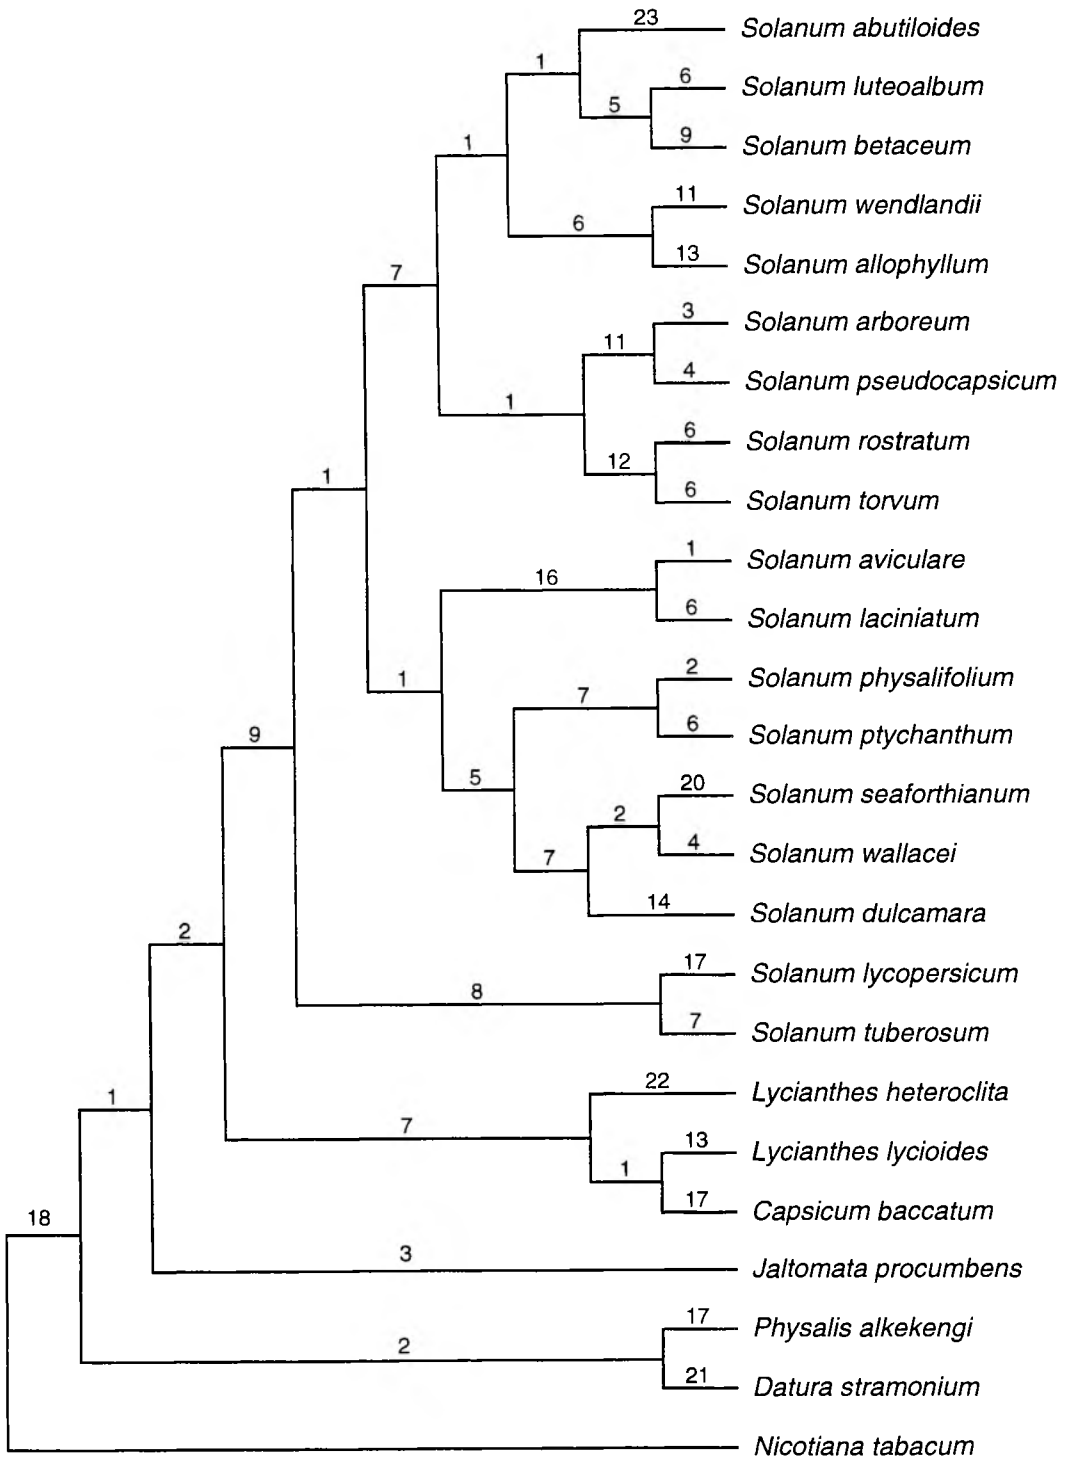 23 Solanum abutiloides
1
6 Solanum luteoalbum
5
9 Solanum betaceum
1
11 Solanum wendlandii
6
13 Solanum allophyllum
7
3 Solanum arboreum
11
4 Solanum pseudocapsicum
1
6 Solanum rostratum
12
6 Solanum torvum
1
1 Solanum aviculare
16
6 Solanum laciniatum
1
2 Solanum physalifolium
7
6 Solanum ptychanthum
9
5
20 Solanum seaforthianum
2
4 Solanum wallacei
7
14 Solanum dulcamara
2
17 Solanum lycopersicum
8
7 Solanum tuberosum
22 Lycianthes heteroclita
1
7
13 Lycianthes lycioides
1
17 Capsicum baccatum
18
3 Jaltomata procumbens
17 Physalis alkekengi
2
21 Datura stramonium
Nicotiana tabacum